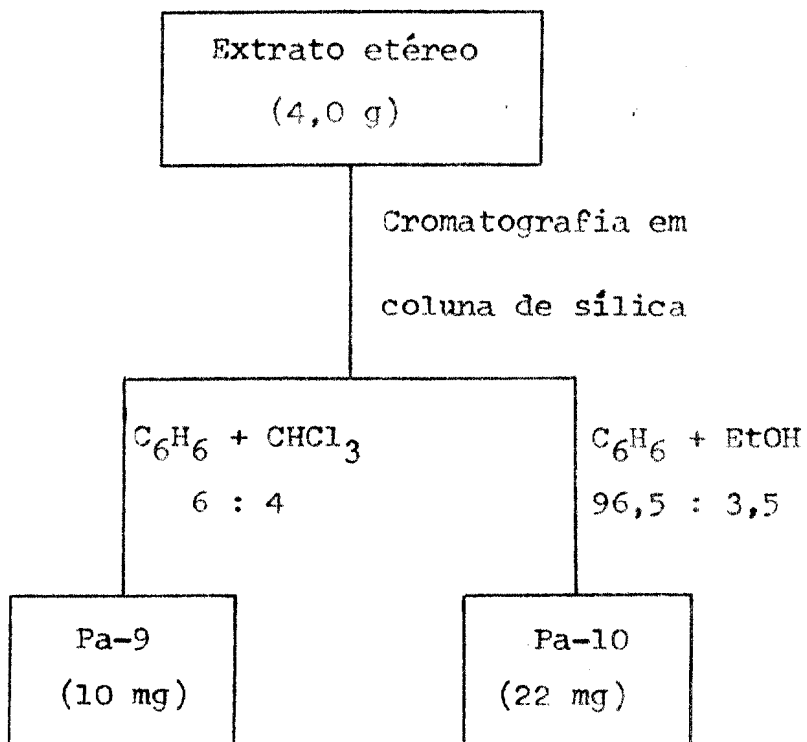 Extrato etéreo
(4,0 g)
Cromatografia em
coluna de sílica
C₆H₆ + CHCl₃
6 : 4
C₆H₆ + EtOH
96,5 : 3,5
Pa-9
(10 mg)
Pa-10
(22 mg)